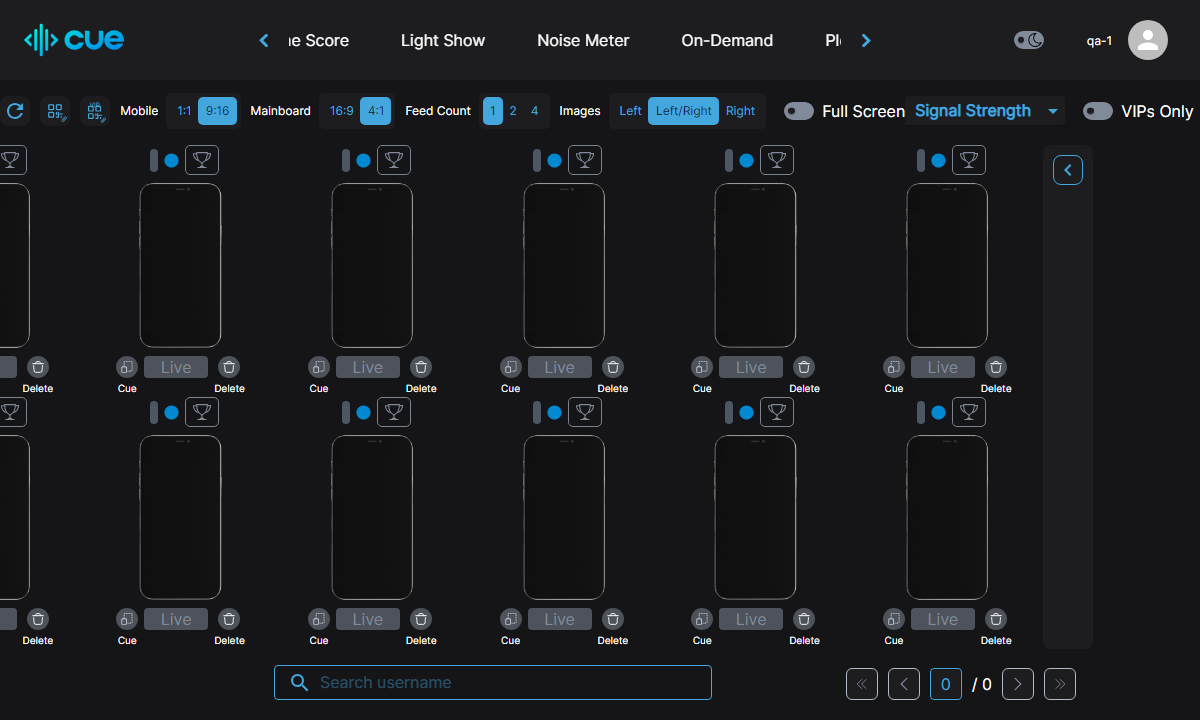 cue
ne Score Light Show Noise Meter On-Demand Pl
qa-1
Mobile 1:1 9:16 Mainboard 16:9 4:1 Feed Count 1 2 4 Images Left Left/Right Right Full Screen Signal Strength VIPs Only
Live Live Live Live Live
Delete Cue Delete Cue Delete Cue Delete Cue Delete Cue Delete
Live Live Live Live Live
Delete Cue Delete Cue Delete Cue Delete Cue Delete Cue Delete
Search username
0 / 0